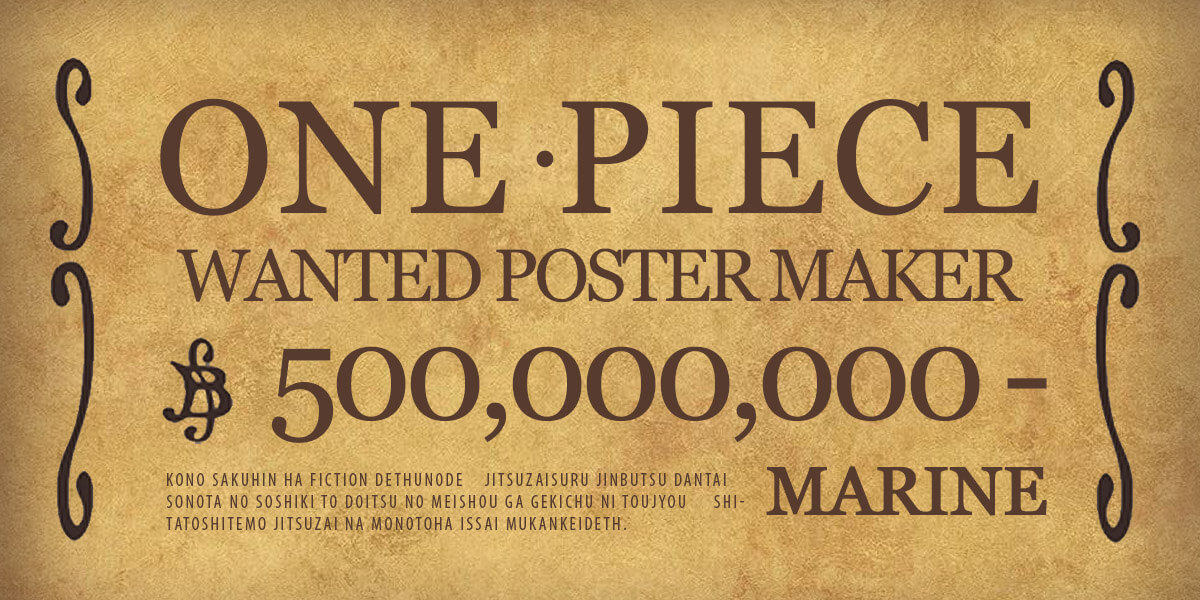 ONE·PIECE
WANTED POSTER MAKER
฿ 500,000,000 -
KONO SAKUHIN HA FICTION DETHUNODE JITSUZAISURU JINBUTSU DANTAI
SONOTA NO SOSHIKI TO DOITSU NO MEISHOU GA GEKICHU NI TOUJYOU SHI-
TATOSHITEMO JITSUZAI NA MONOTOHA ISSAI MUKANKEIDETH.
MARINE